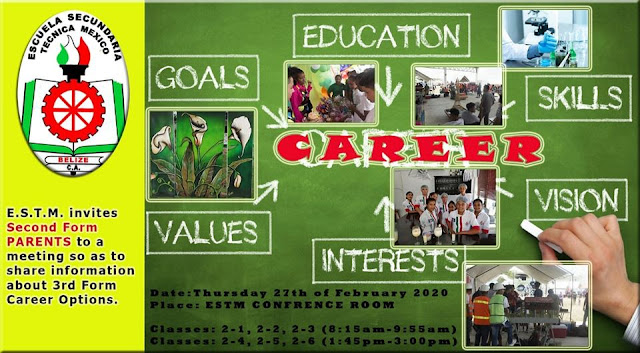 ESCUELA SECUNDARIA
TECNICA MEXICO
BELIZE
C.A.
E.S.T.M. invites
Second Form
PARENTS to a
meeting so as to
share information
about 3rd Form
Career Options.
EDUCATION
GOALS
SKILLS
CAREER
VALUES
VISION
INTERESTS
Date:Thursday 27th of February 2020
Place: ESTM CONFRENCE ROOM
Classes: 2-1, 2-2, 2-3 (8:15am-9:55am)
Classes: 2-4, 2-5, 2-6 (1:45pm-3:00pm)